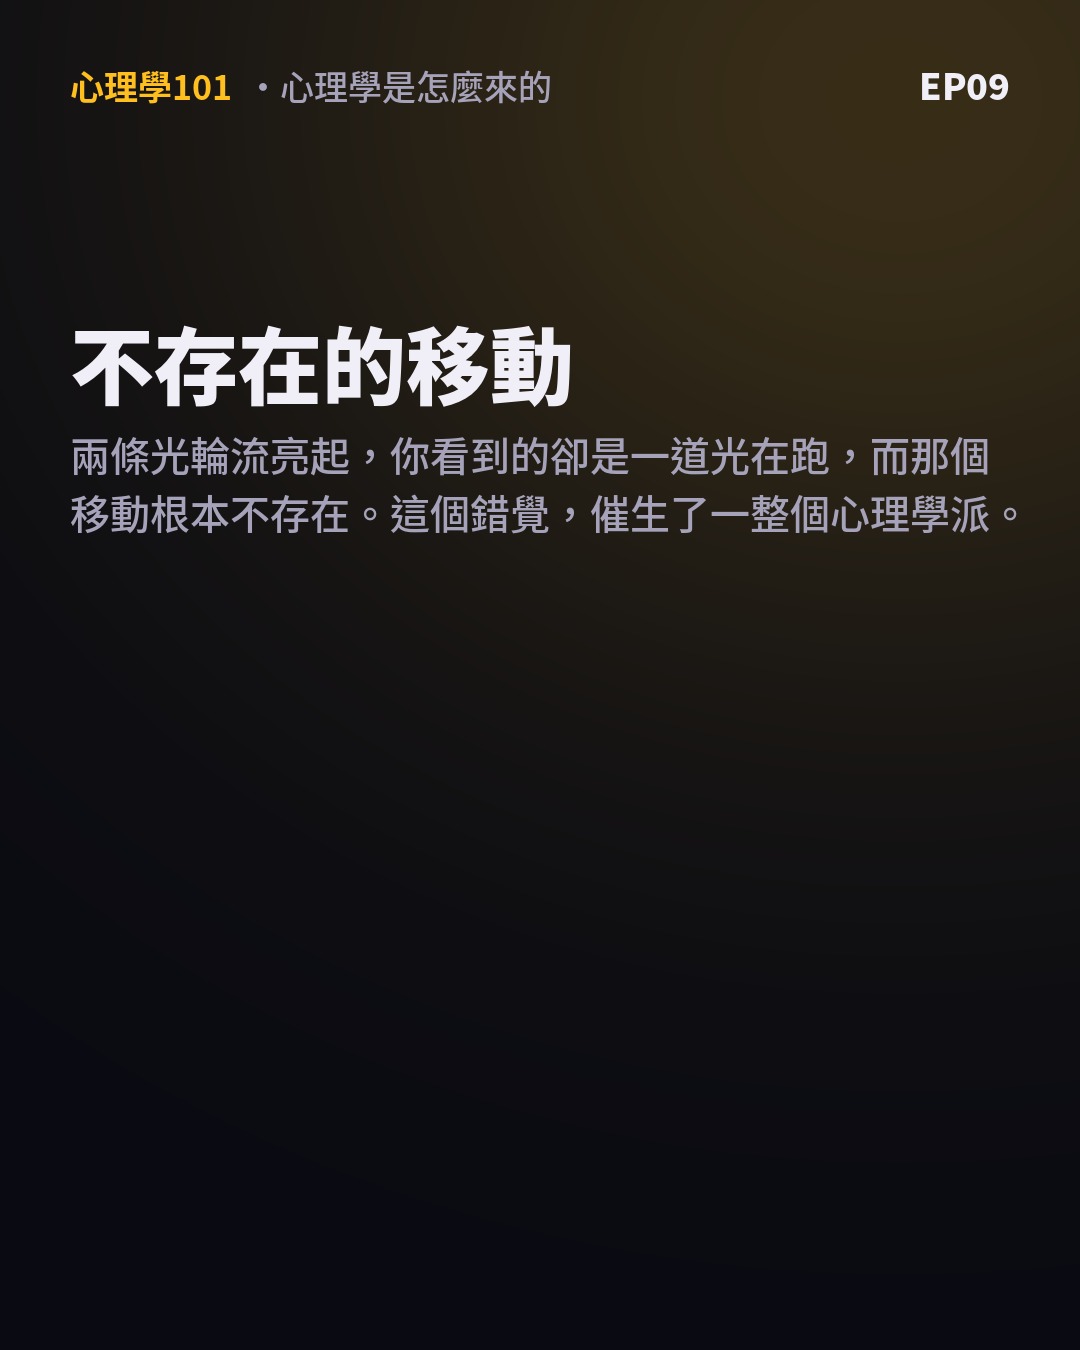 心理學101 ・心理學是怎麼來的
EP09
不存在的移動
兩條光輪流亮起，你看到的卻是一道光在跑，而那個
移動根本不存在。這個錯覺，催生了一整個心理學派。